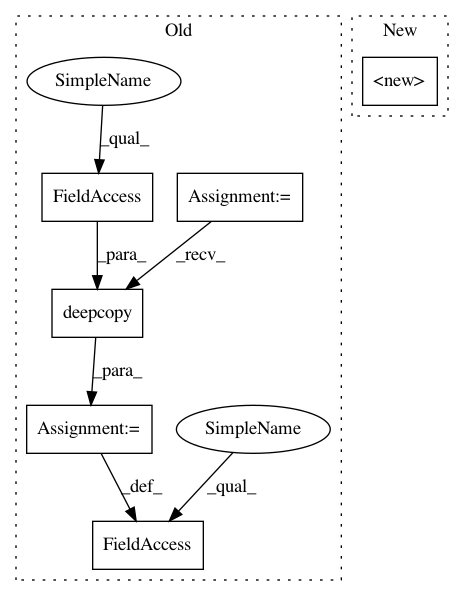 Old
New
SimpleName
<new>
_qual_
FieldAccess
Assignment:=
_para_
_recv_
deepcopy
_para_
Assignment:=
SimpleName
_def_
_qual_
FieldAccess